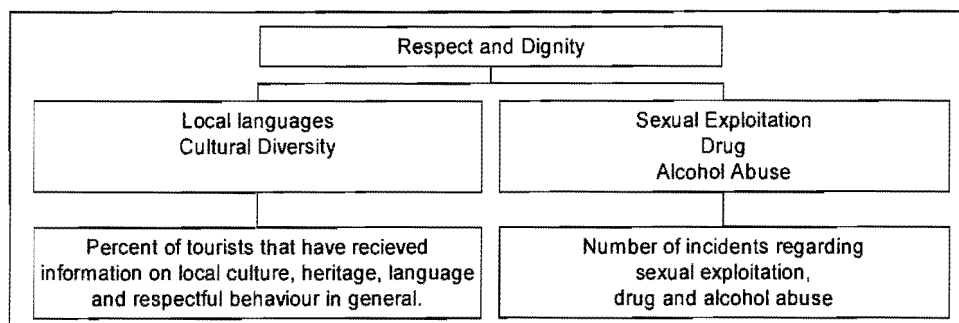 Respect and Dignity
Local languages
Cultural Diversity
Sexual Exploitation
Drug
Alcohol Abuse
Percent of tourists that have recieved
information on local culture, heritage, language
and respectful behaviour in general.
Number of incidents regarding
sexual exploitation,
drug and alcohol abuse